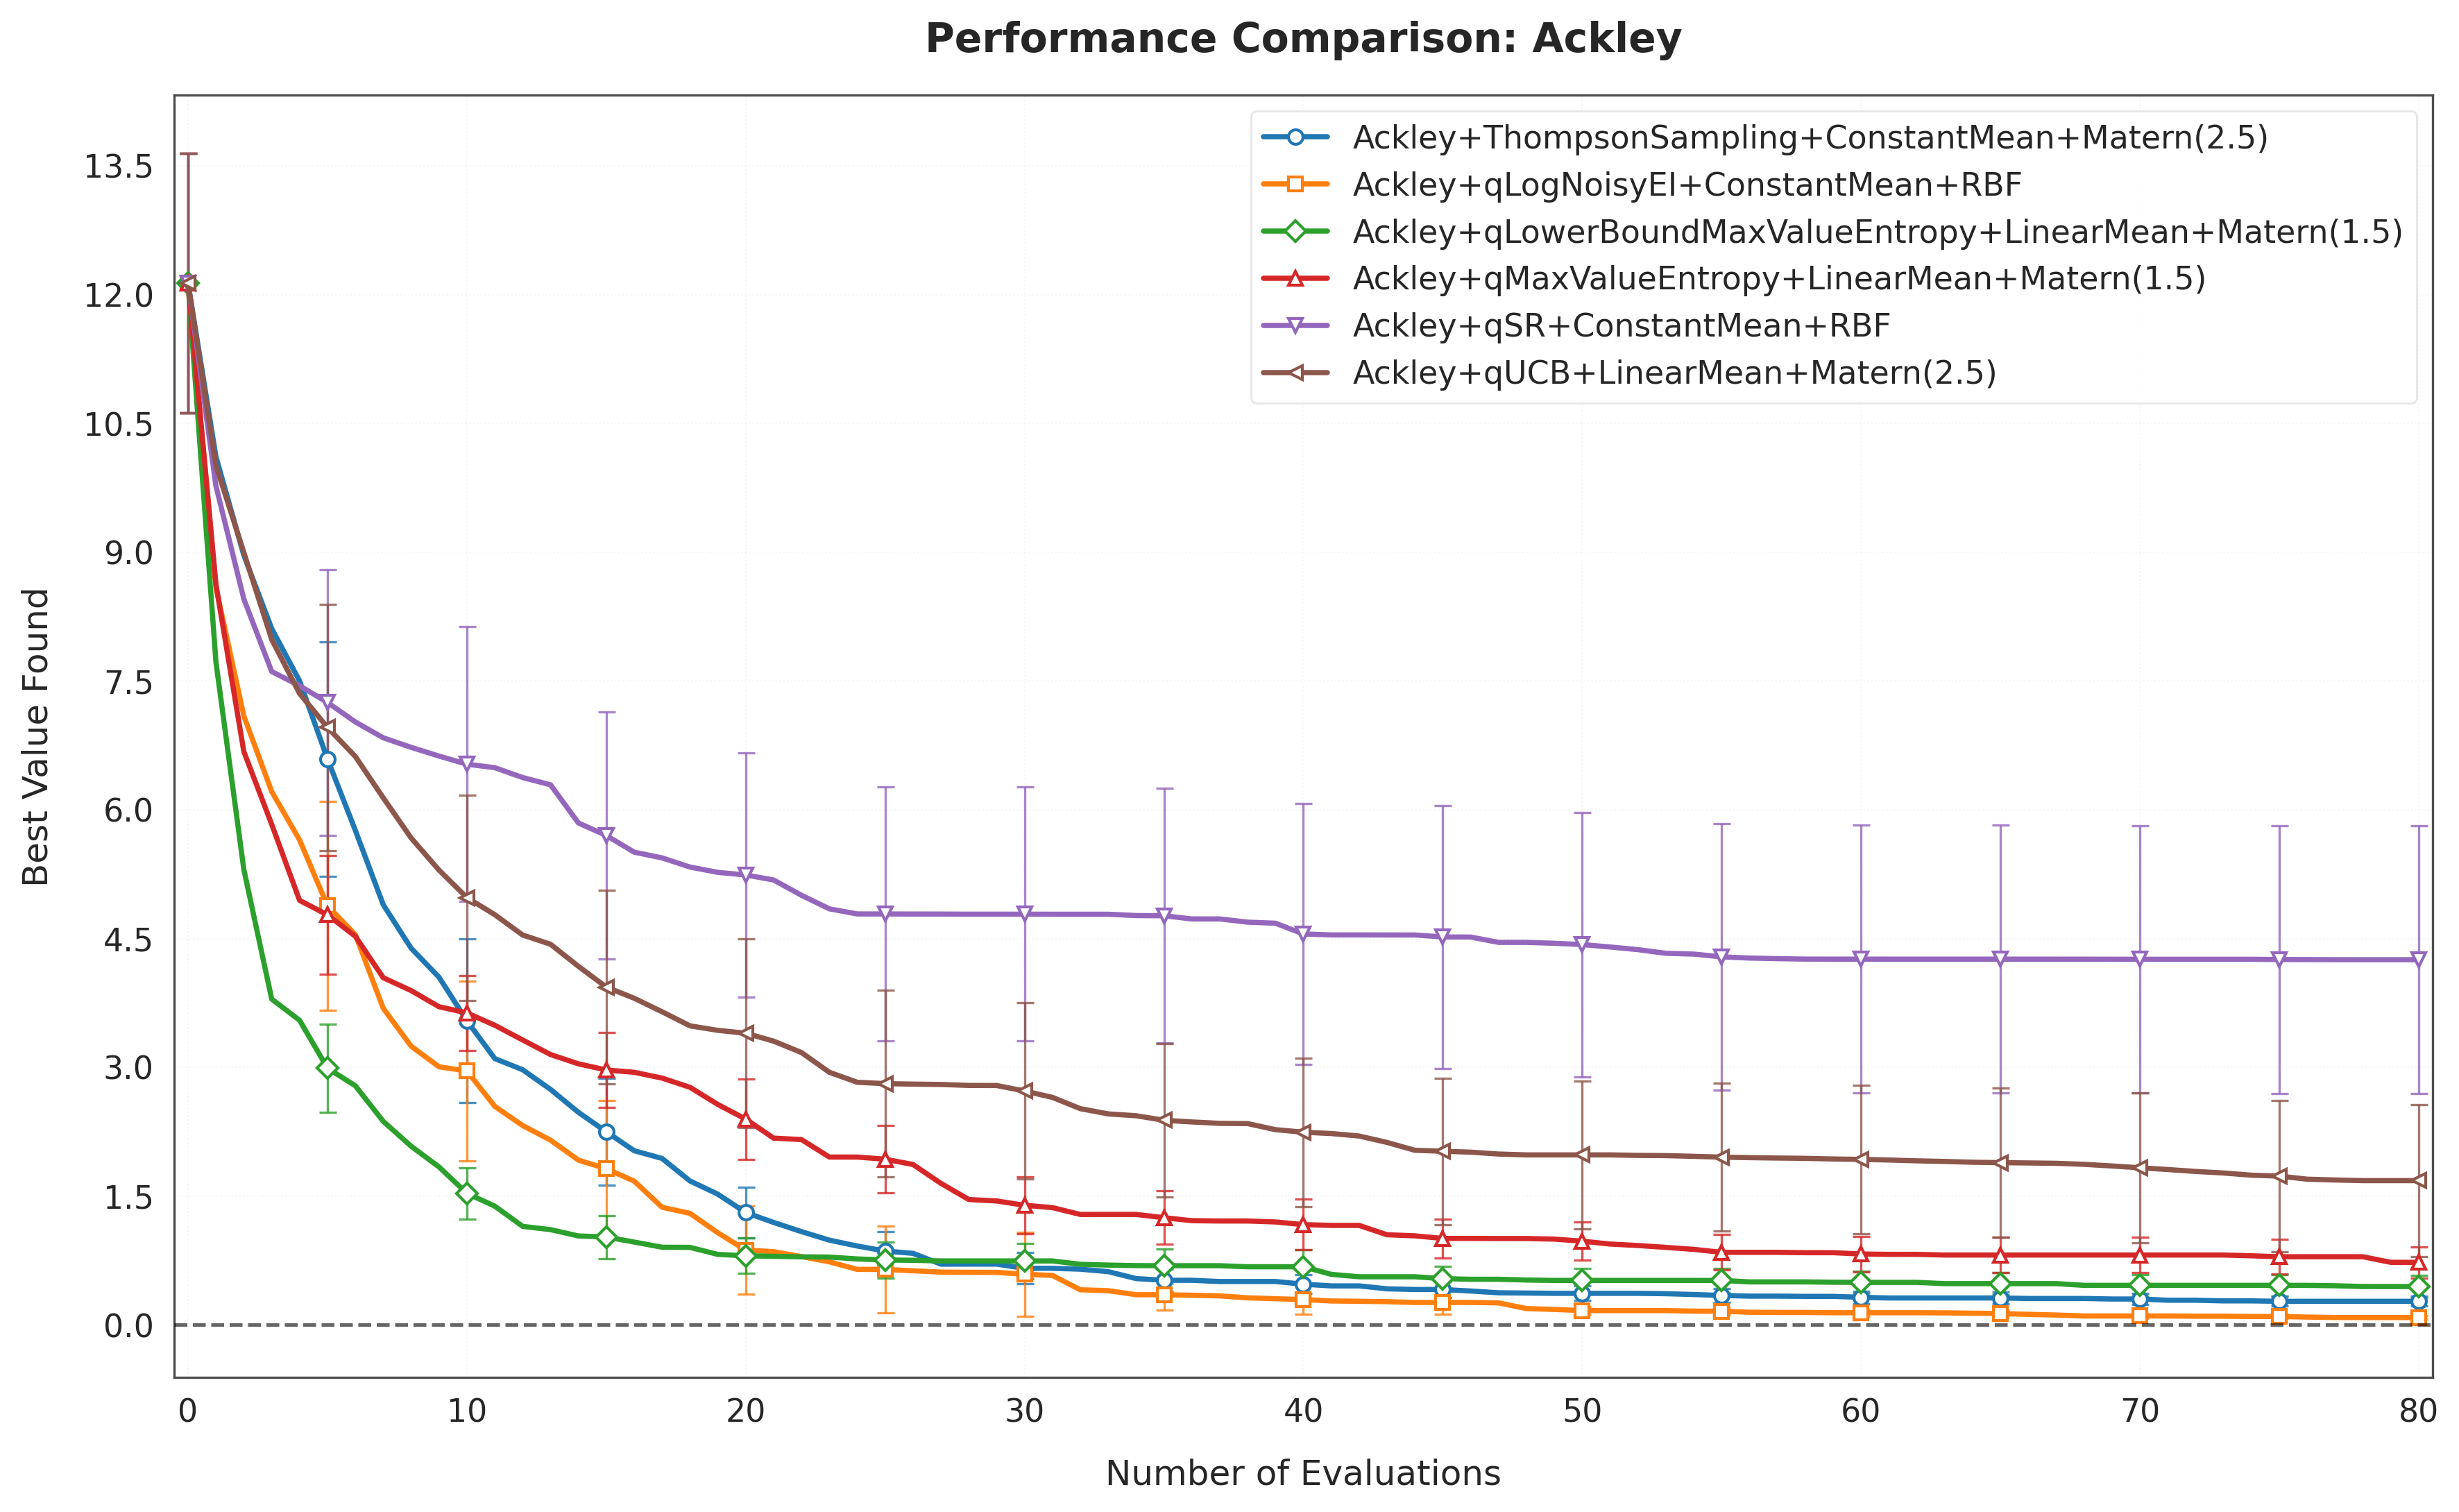 Performance Comparison: Ackley
Ackley+ThompsonSampling+ConstantMean+Matern(2.5)
Ackley+qLogNoisyEI+ConstantMean+RBF
Ackley+qLowerBoundMaxValueEntropy+LinearMean+Matern(1.5)
Ackley+qMaxValueEntropy+LinearMean+Matern(1.5)
Ackley+qSR+ConstantMean+RBF
Ackley+qUCB+LinearMean+Matern(2.5)
Best Value Found
13.5
12.0
10.5
9.0
7.5
6.0
4.5
3.0
1.5
0.0
0 10 20 30 40 50 60 70 80
Number of Evaluations